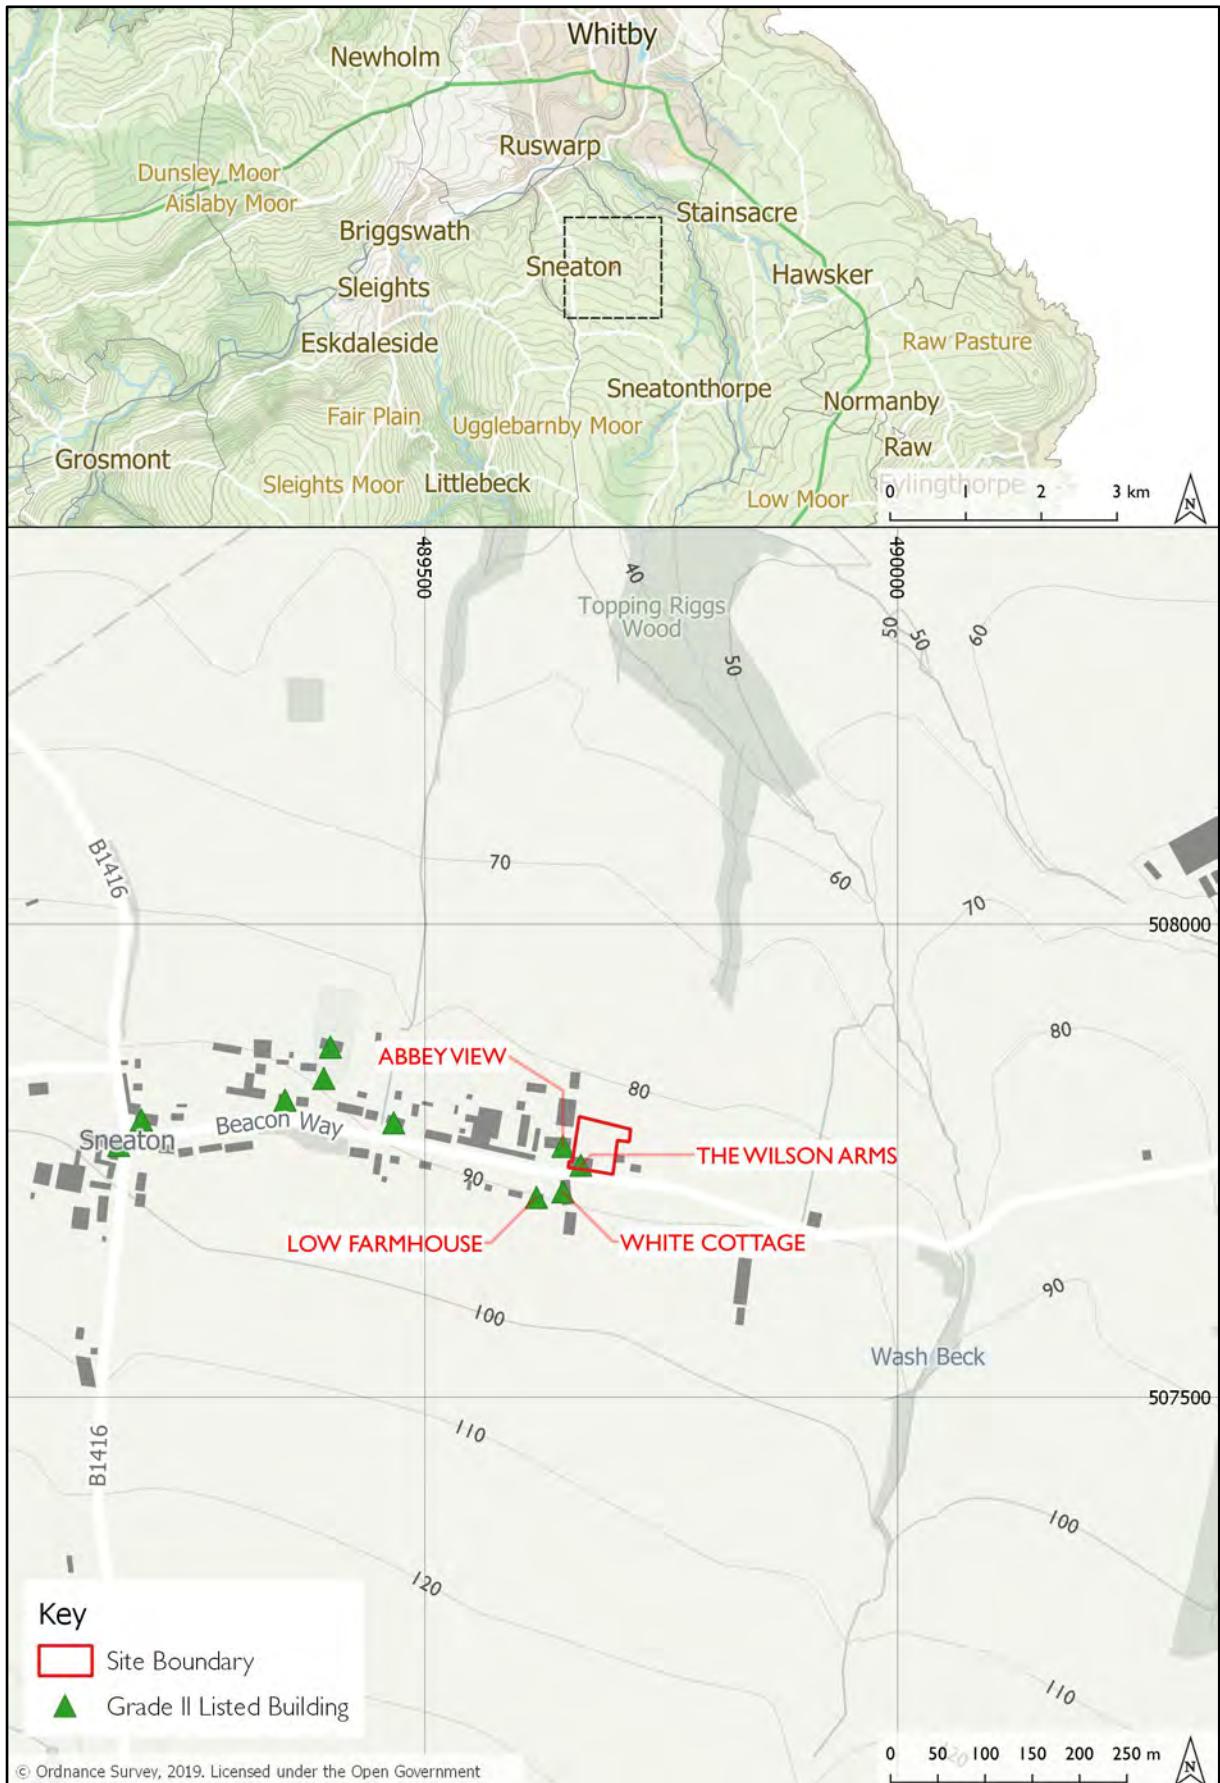 Whitby
Newholm
Ruswarp
Dunsley Moor
Aislaby Moor
Stainsacre
Briggswath
Sneaton
Hawsker
Sleights
Eskdaleside
Raw Pasture
Sneatonthorpe
Normanby
Fair Plain
Ugglebarnby Moor
Raw
Grosmont
Sleights Moor
Littlebeck
Low Moor
Fylingthorpe
0 1 2 3 km
N
489500
490000
40
Topping Riggs
Wood
50
50
50
60
B1416
70
60
70
508000
80
ABBEY VIEW
80
Beacon Way
Sneaton
THE WILSON ARMS
90
LOW FARMHOUSE
WHITE COTTAGE
90
100
Wash Beck
507500
110
B1416
100
120
110
120
Key
Site Boundary
Grade II Listed Building
0 50 100 150 200 250 m
N
© Ordnance Survey, 2019. Licensed under the Open Government